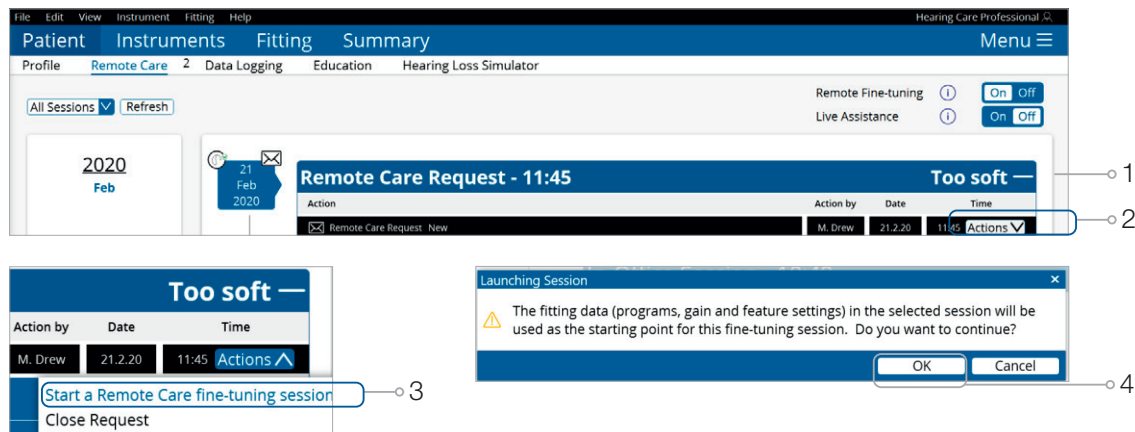 File Edit View Instrument Fitting Help Hearing Care Professional
Patient Instruments Fitting Summary Menu
Profile Remote Care 2 Data Logging Education Hearing Loss Simulator
All Sessions Refresh
Remote Fine-tuning On Off
Live Assistance On Off
2020
Feb
21
Feb
2020
Remote Care Request - 11:45 Too soft
1
Action Action by Date Time
Remote Care Request New M. Drew 21.2.20 11:45 Actions
2
Too soft
Action by Date Time
M. Drew 21.2.20 11:45 Actions
Start a Remote Care fine-tuning session
3
Close Request
Launching Session
The fitting data (programs, gain and feature settings) in the selected session will be
used as the starting point for this fine-tuning session. Do you want to continue?
OK Cancel
4